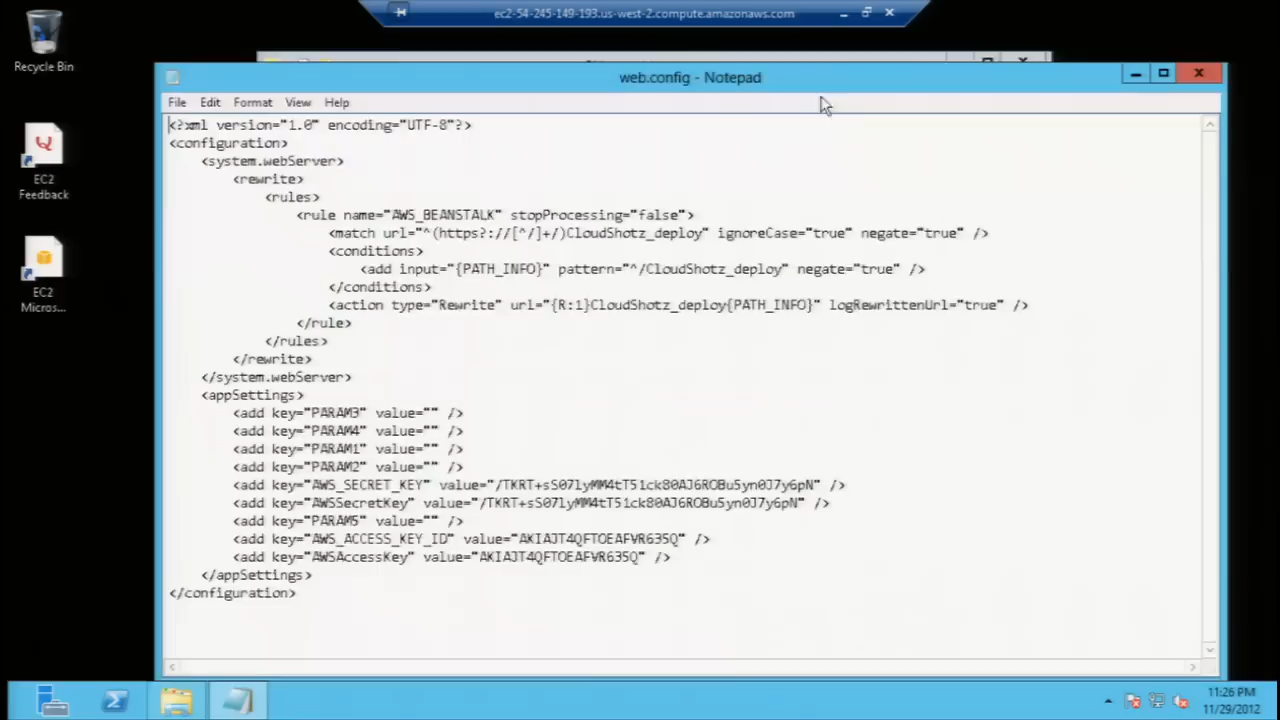 ec2-54-245-149-193.us-west-2.compute.amazonaws.com
Recycle Bin
EC2
Feedback
EC2
Micros...
web.config - Notepad
File Edit Format View Help
<?xml version="1.0" encoding="UTF-8"?>
<configuration>
<system.webServer>
<rewrite>
<rules>
<rule name="AWS_BEANSTALK" stopProcessing="false">
<match url="^(https?://[^/]+/)CloudShotz_deploy" ignoreCase="true" negate="true" />
<conditions>
<add input="{PATH_INFO}" pattern="^/CloudShotz_deploy" negate="true" />
</conditions>
<action type="Rewrite" url="{R:1}CloudShotz_deploy{PATH_INFO}" logRewrittenUrl="true" />
</rule>
</rules>
</rewrite>
</system.webServer>
<appSettings>
<add key="PARAM3" value="" />
<add key="PARAM4" value="" />
<add key="PARAM1" value="" />
<add key="PARAM2" value="" />
<add key="AWS_SECRET_KEY" value="/TKRT+sS07lyMM4tT51ck80AJ6ROBu5yn0J7y6pN" />
<add key="AWSSecretKey" value="/TKRT+sS07lyMM4tT51ck80AJ6ROBu5yn0J7y6pN" />
<add key="PARAM5" value="" />
<add key="AWS_ACCESS_KEY_ID" value="AKIAJT4QFTOEAFVR635Q" />
<add key="AWSAccessKey" value="AKIAJT4QFTOEAFVR635Q" />
</appSettings>
</configuration>
11:26 PM
11/29/2012